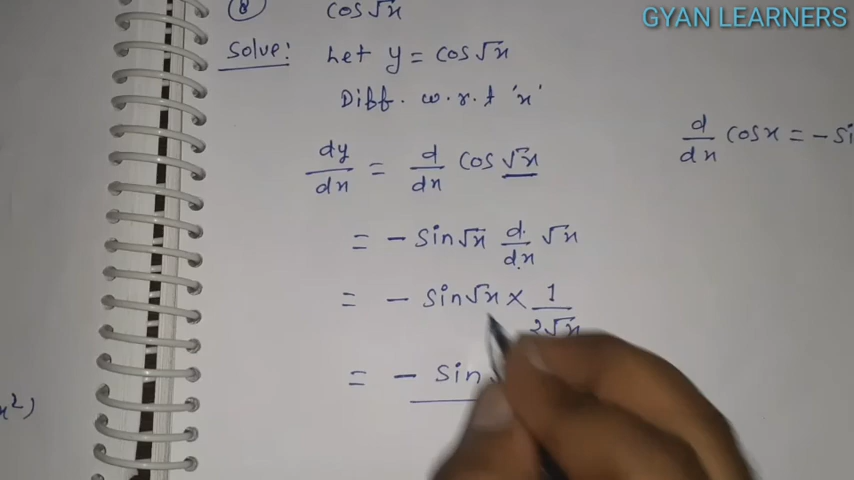 GYAN LEARNERS
(8) cos√x
Solve: Let y = cos√x
Diff. w.r.t 'x'
dy/dx = d/dx cos √x
d/dx cosx = - si
= - sin√x d/dx √x
= - sin√x × 1/2√x
= - sin
x²)